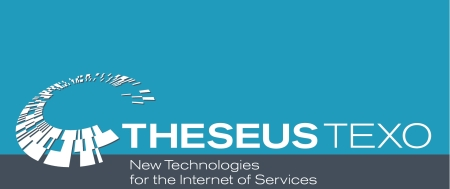 THESEUS TEXO
New Technologies
for the Internet of Services